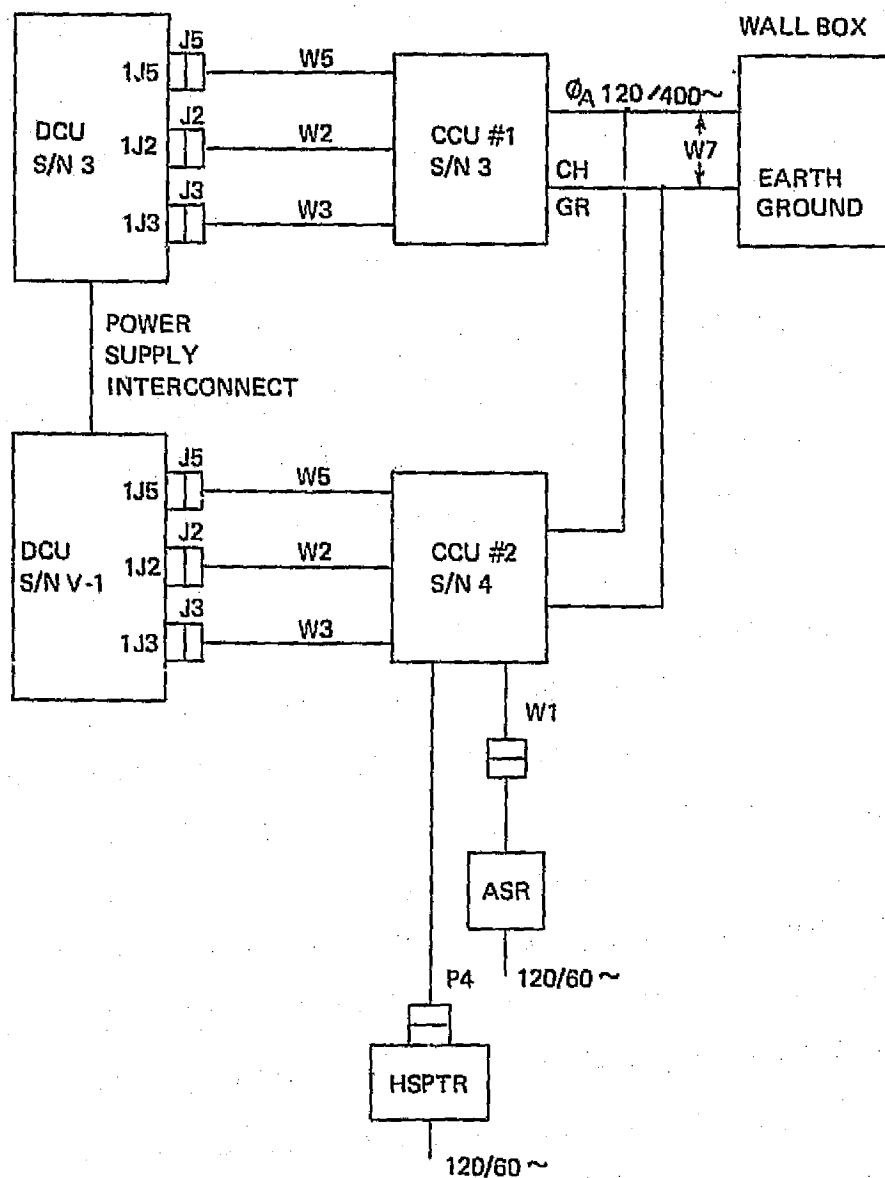 WALL BOX
J5
1J5
W5
DCU
S/N 3
J2
1J2
W2
J3
1J3
W3
CCU #1
S/N 3
ΦA 120/400~
W7
CH
GR
EARTH
GROUND
POWER
SUPPLY
INTERCONNECT
J5
1J5
W5
DCU
S/N V-1
J2
1J2
W2
J3
1J3
W3
CCU #2
S/N 4
W1
ASR
120/60~
P4
HSPTR
120/60~